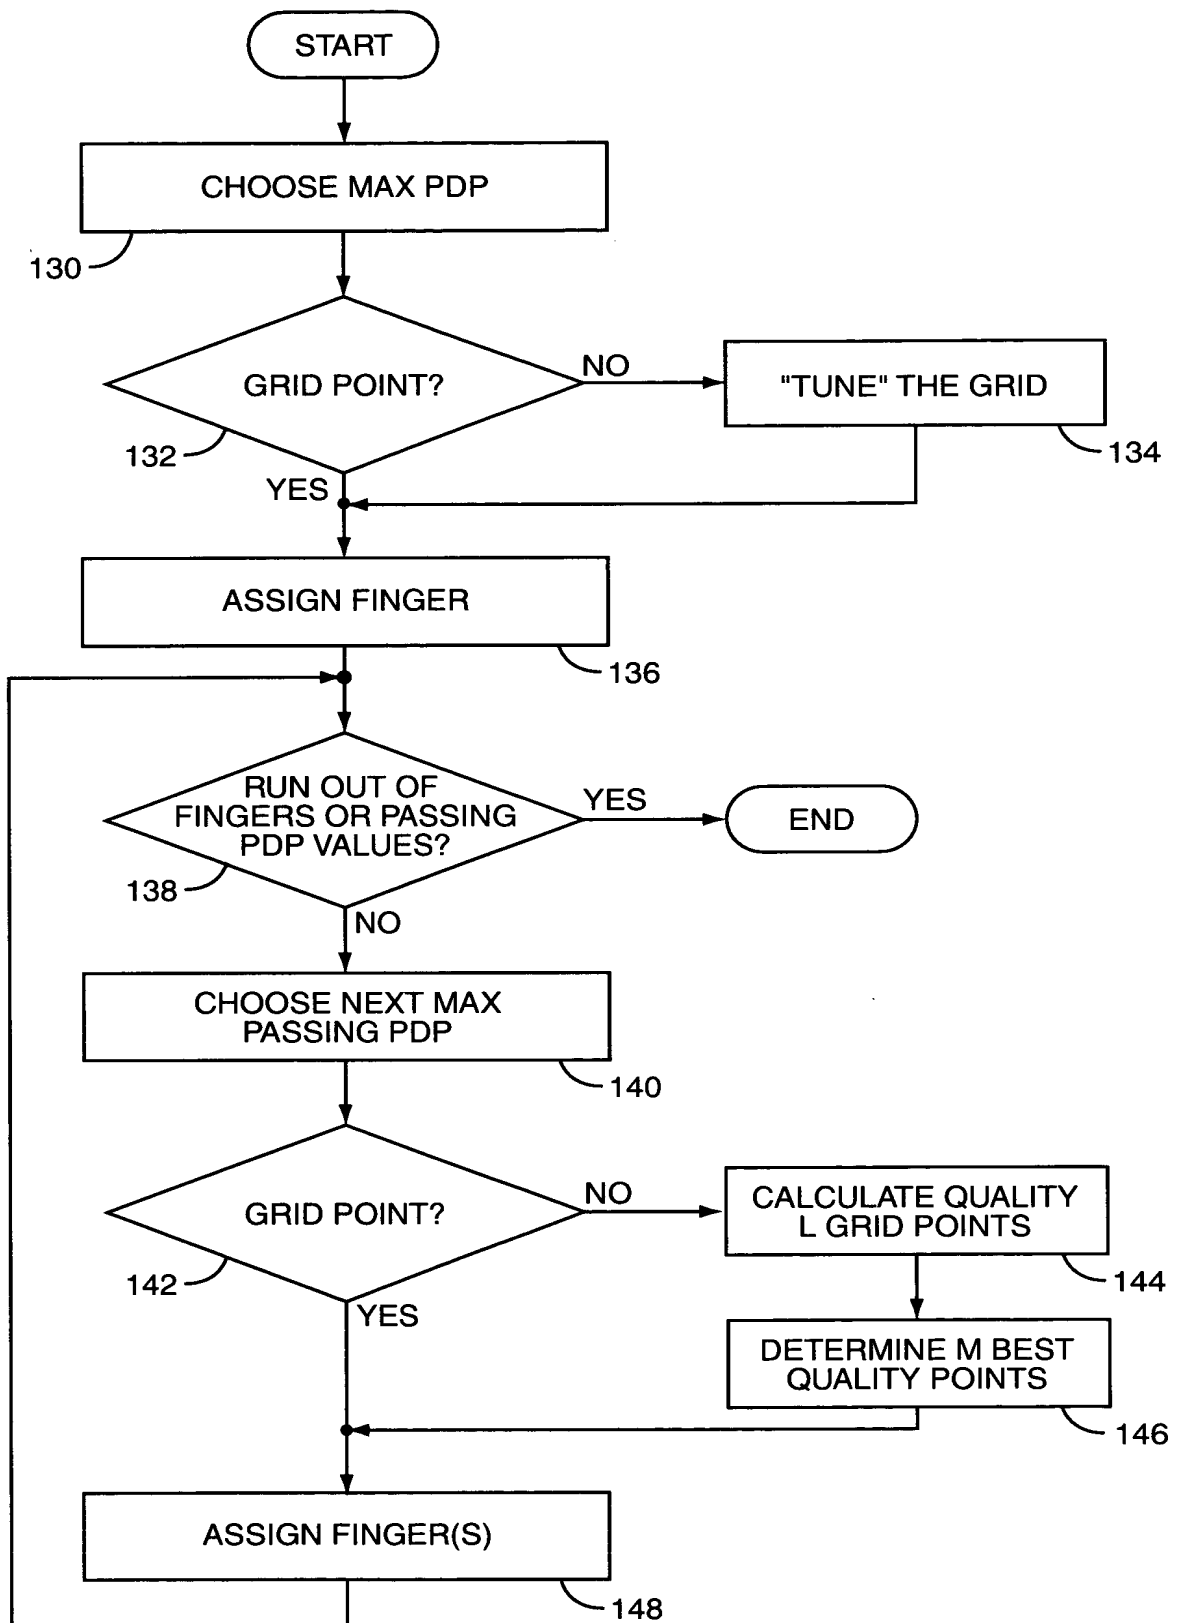 START
CHOOSE MAX PDP
130
GRID POINT?
NO
"TUNE" THE GRID
132
134
YES
ASSIGN FINGER
136
RUN OUT OF
FINGERS OR PASSING
PDP VALUES?
YES
END
138
NO
CHOOSE NEXT MAX
PASSING PDP
140
GRID POINT?
NO
CALCULATE QUALITY
L GRID POINTS
142
144
YES
DETERMINE M BEST
QUALITY POINTS
146
ASSIGN FINGER(S)
148